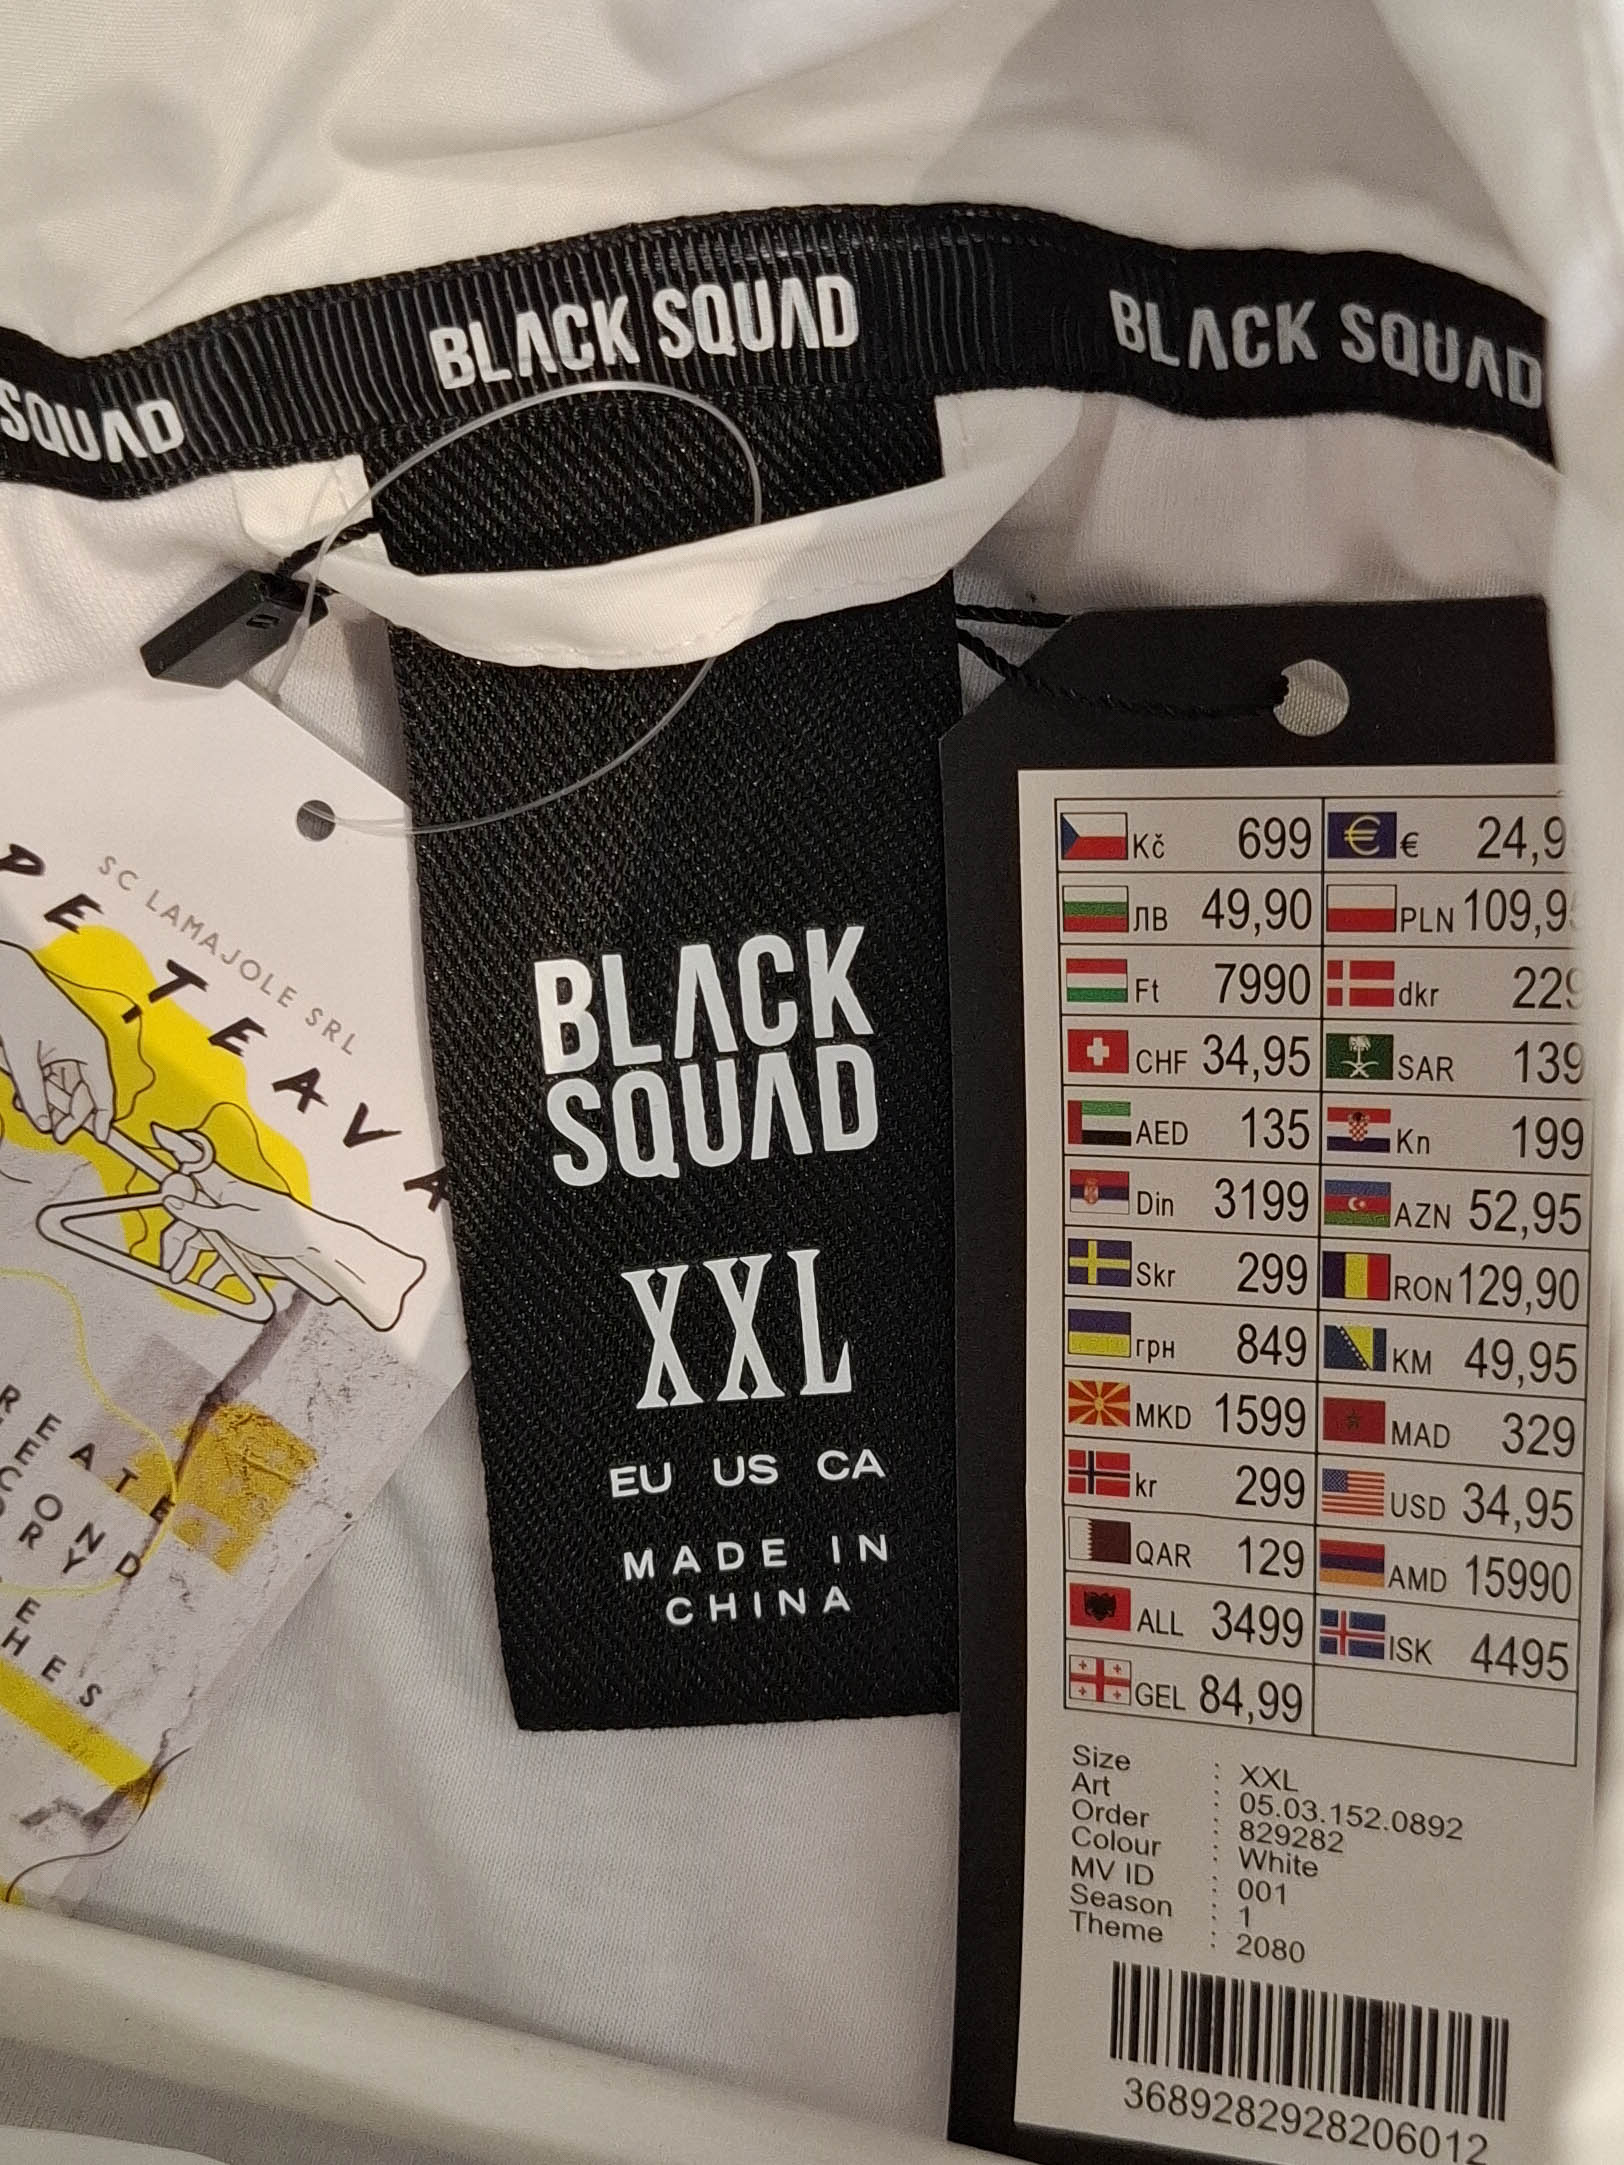 BLACK SQUAD
BLACK SQUAD
SQUAD
SC LAMAJOLE SRL
PE TEAVA
REATE
OND
RY
HES
BLACK
SQUAD
XXL
EU US CA
MADE IN
CHINA
Kč 699 € 24,9
ЛВ 49,90 PLN 109,9
Ft 7990 dkr 229
CHF 34,95 SAR 139
AED 135 Kn 199
Din 3199 AZN 52,95
Skr 299 RON 129,90
грн 849 KM 49,95
MKD 1599 MAD 329
kr 299 USD 34,95
QAR 129 AMD 15990
ALL 3499 ISK 4495
GEL 84,99
Size : XXL
Art : 05.03.152.0892
Order : 829282
Colour : White
MV ID : 001
Season : 1
Theme : 2080
3689282928206012